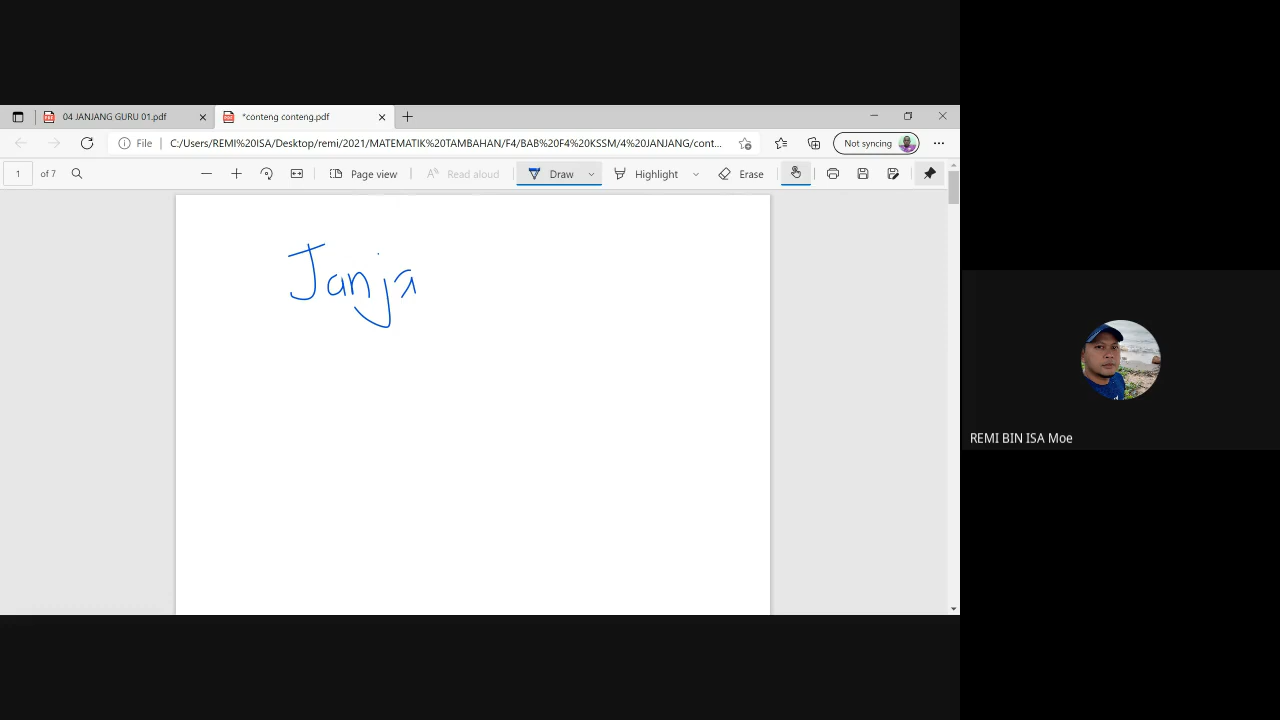 04 JANJANG GURU 01.pdf
*conteng conteng.pdf
File
C:/Users/REMI%20ISA/Desktop/remi/2021/MATEMATIK%20TAMBAHAN/F4/BAB%20F4%20KSSM/4%20JANJANG/cont...
Not syncing
1 of 7
Page view
Read aloud
Draw
Highlight
Erase
Janja
REMI BIN ISA Moe